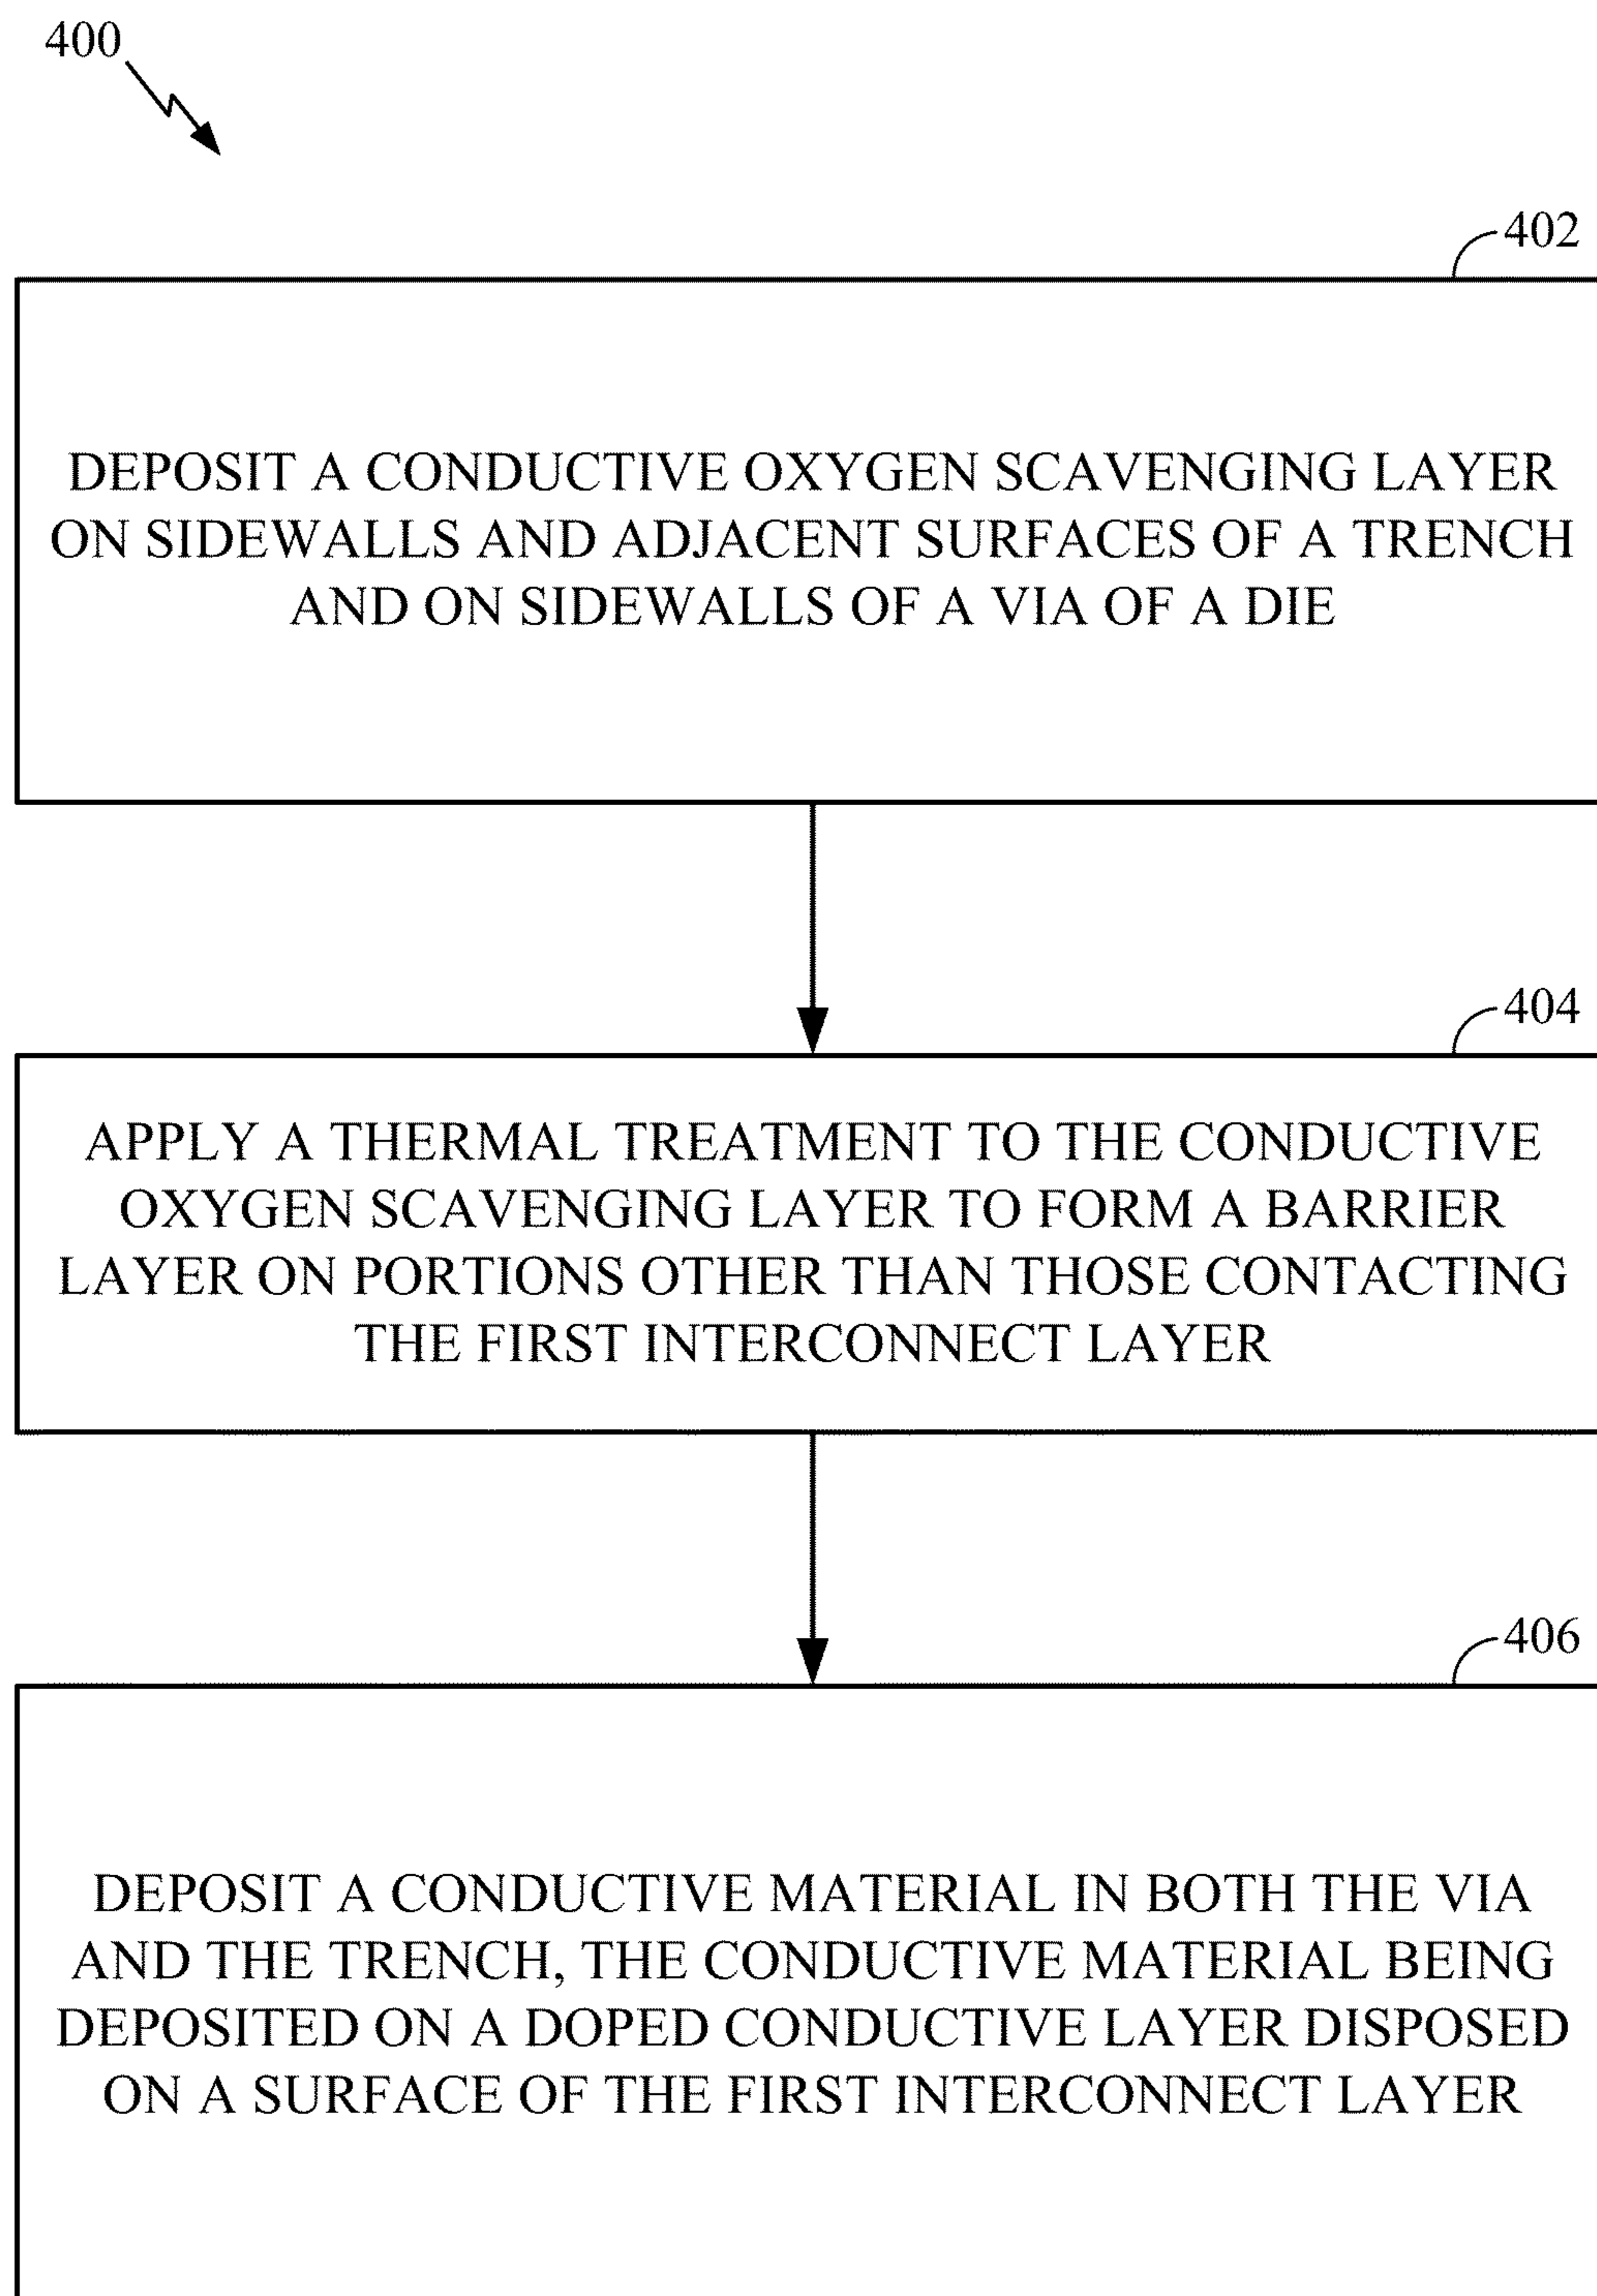 400
402
DEPOSIT A CONDUCTIVE OXYGEN SCAVENGING LAYER
ON SIDEWALLS AND ADJACENT SURFACES OF A TRENCH
AND ON SIDEWALLS OF A VIA OF A DIE
404
APPLY A THERMAL TREATMENT TO THE CONDUCTIVE
OXYGEN SCAVENGING LAYER TO FORM A BARRIER
LAYER ON PORTIONS OTHER THAN THOSE CONTACTING
THE FIRST INTERCONNECT LAYER
406
DEPOSIT A CONDUCTIVE MATERIAL IN BOTH THE VIA
AND THE TRENCH, THE CONDUCTIVE MATERIAL BEING
DEPOSITED ON A DOPED CONDUCTIVE LAYER DISPOSED
ON A SURFACE OF THE FIRST INTERCONNECT LAYER